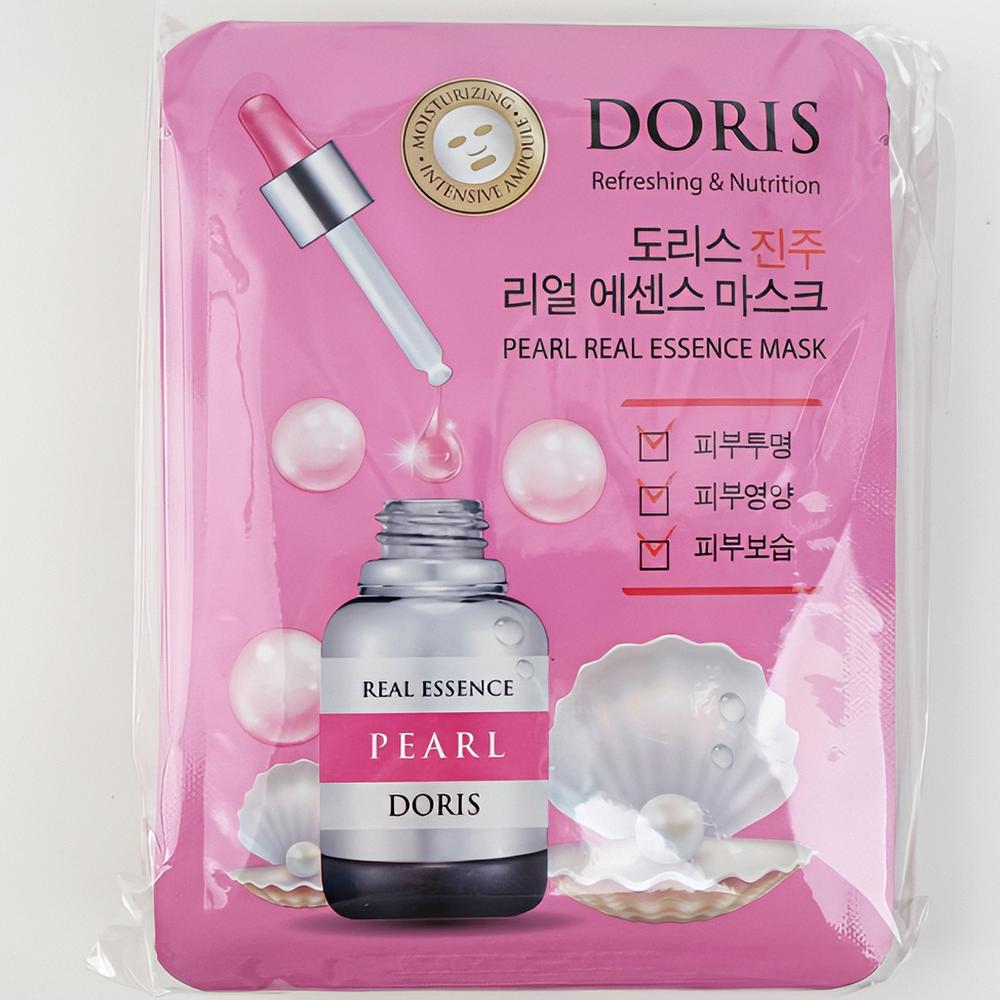 MOISTURIZING
INTENSIVE AMPOULE
DORIS
Refreshing & Nutrition
도리스 진주
리얼 에센스 마스크
PEARL REAL ESSENCE MASK
피부투명
피부영양
피부보습
REAL ESSENCE
PEARL
DORIS